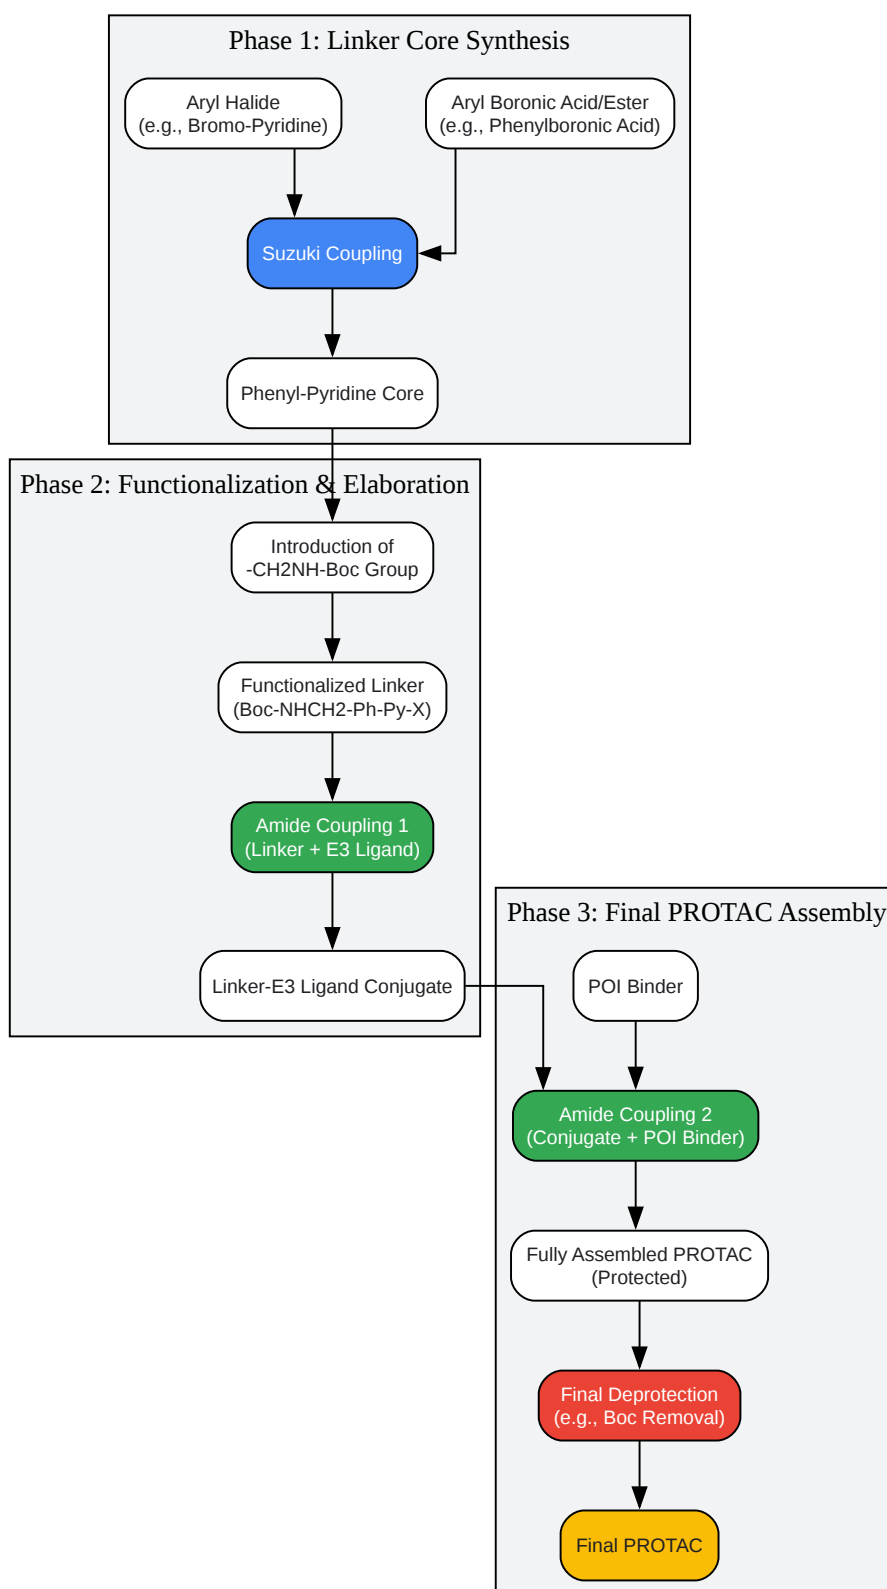 Phase 1: Linker Core Synthesis
Aryl Halide
(e.g., Bromo-Pyridine)
Aryl Boronic Acid/Ester
(e.g., Phenylboronic Acid)
Suzuki Coupling
Phenyl-Pyridine Core
Phase 2: Functionalization & Elaboration
Introduction of
-CH2NH-Boc Group
Functionalized Linker
(Boc-NHCH2-Ph-Py-X)
Amide Coupling 1
(Linker + E3 Ligand)
Linker-E3 Ligand Conjugate
Phase 3: Final PROTAC Assembly
POI Binder
Amide Coupling 2
(Conjugate + POI Binder)
Fully Assembled PROTAC
(Protected)
Final Deprotection
(e.g., Boc Removal)
Final PROTAC